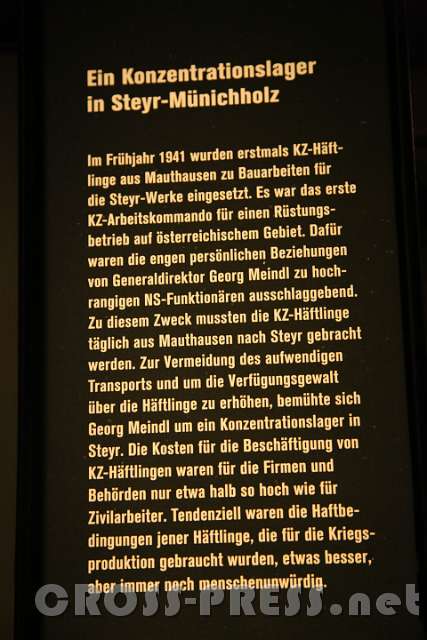 Ein Konzentrationslager
in Steyr-Münichholz
Im Frühjahr 1941 wurden erstmals KZ-Häft-
linge aus Mauthausen zu Bauarbeiten für
die Steyr-Werke eingesetzt. Es war das erste
KZ-Arbeitskommando für einen Rüstungs-
betrieb auf österreichischem Gebiet. Dafür
waren die engen persönlichen Beziehungen
von Generaldirektor Georg Meindl zu hoch-
rangigen NS-Funktionären ausschlaggebend.
Zu diesem Zweck mussten die KZ-Häftlinge
täglich aus Mauthausen nach Steyr gebracht
werden. Zur Vermeidung des aufwendigen
Transports und um die Verfügungsgewalt
über die Häftlinge zu erhöhen, bemühte sich
Georg Meindl um ein Konzentrationslager in
Steyr. Die Kosten für die Beschäftigung von
KZ-Häftlingen waren für die Firmen und
Behörden nur etwa halb so hoch wie für
Zivilarbeiter. Tendenziell waren die Haftbe-
dingungen jener Häftlinge, die für die Kriegs-
produktion gebraucht wurden, etwas besser,
aber immer noch menschenunwürdig.
CROSS-PRESS.net